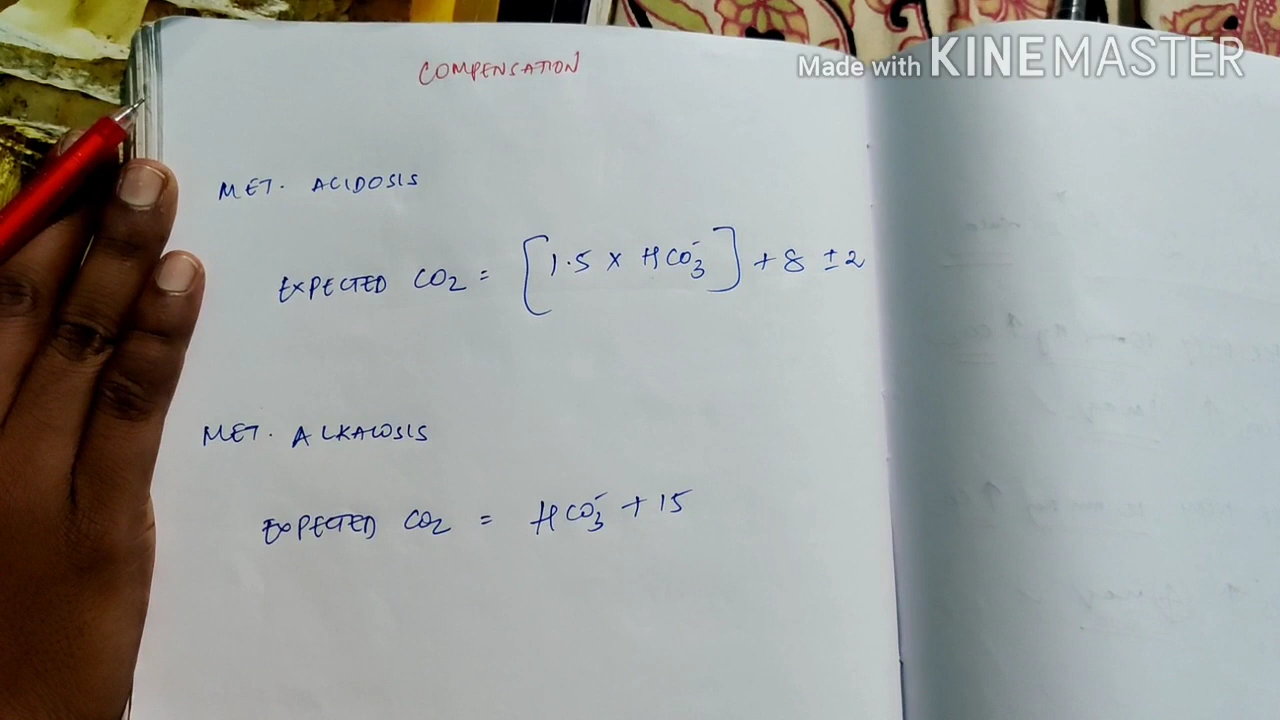 COMPENSATION
Made with KINEMASTER
MET. ACIDOSIS
EXPECTED CO₂ = [1.5 x HCO₃⁻] + 8 ± 2
MET. ALKALOSIS
EXPECTED CO₂ = HCO₃⁻ + 15